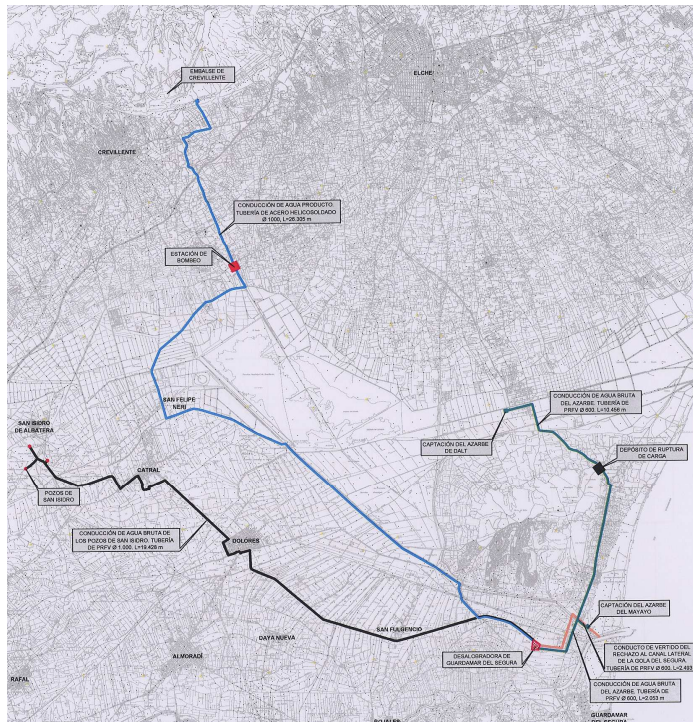 EMBALSE DE
CREVILLENTE
ELCHE
CREVILLENTE
CONDUCCIÓN DE AGUA PRODUCTO
TUBERÍA DE ACERO HELICOSOLDADO
Ø 1000, L=26.305 m
ESTACIÓN DE
BOMBEO
SAN FELIPE
NERI
CONDUCCIÓN DE AGUA BRUTA
DEL AZARBE. TUBERÍA DE
PRFV Ø 600. L=10.458 m
SAN ISIDRO
DE ALBATERA
CAPTACIÓN DEL AZARBE
DE DALT
DEPÓSITO DE RUPTURA
DE CARGA
CATRAL
POZOS DE
SAN ISIDRO
CONDUCCIÓN DE AGUA BRUTA DE
LOS POZOS DE SAN ISIDRO. TUBERÍA
DE PRFV Ø 1.000. L=19.428 m
DOLORES
CAPTACIÓN DEL AZARBE
DEL MAYAYO
SAN FULGENCIO
DAYA NUEVA
ALMORADÍ
DESALOBRADORA DE
GUARDAMAR DEL SEGURA
CONDUCTO DE VERTIDO DEL
RECHAZO AL CANAL LATERAL
DE LA GOLA DEL SEGURA.
TUBERÍA DE PRFV Ø 600, L=2.493
RAFAL
CONDUCCIÓN DE AGUA BRUTA
DEL AZARBE. TUBERÍA DE
PRFV Ø 600, L=2.053 m
GUARDAMAR
DEL SEGURA